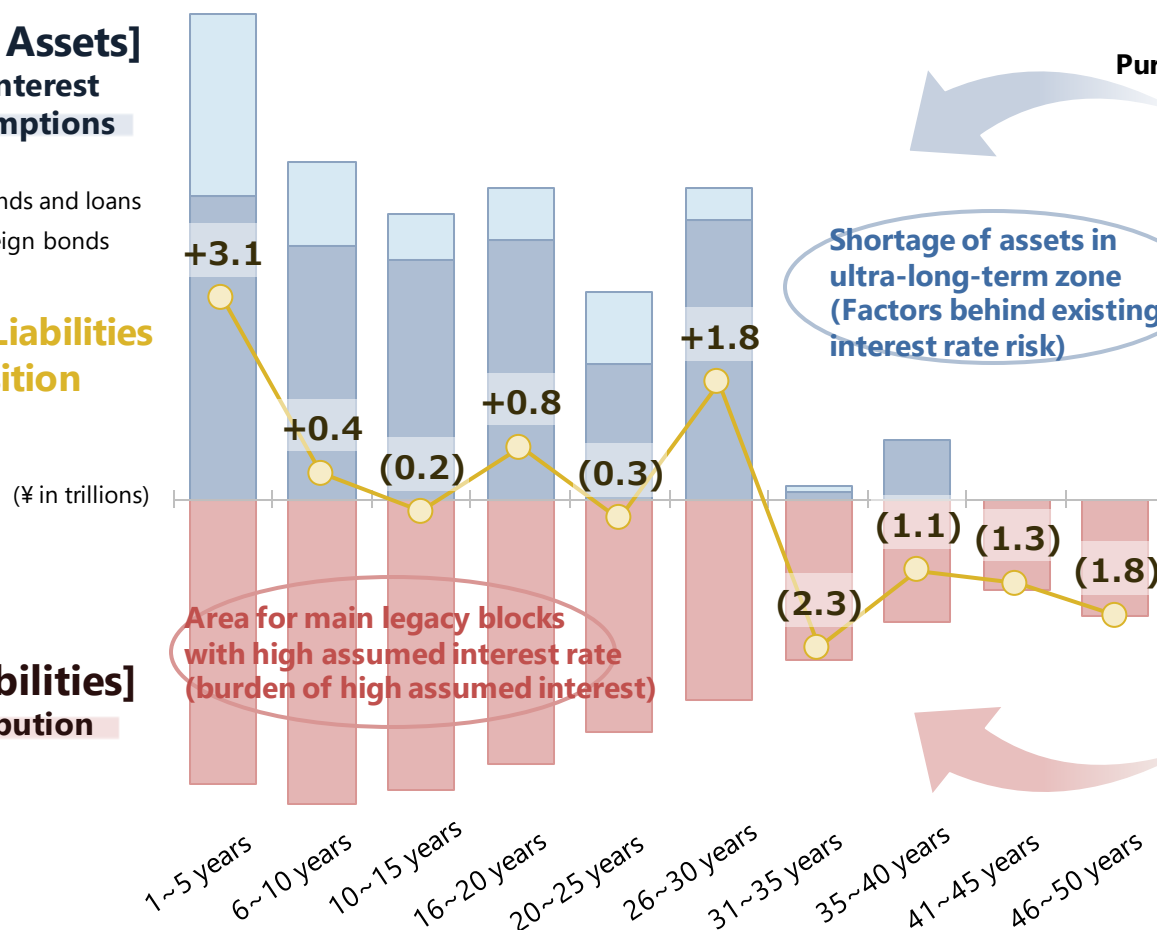 Assets]
nterest
mptions
nds and loans
eign bonds
Liabilities
sition
(¥ in trillions)
bilities]
bution
Pur
Shortage of assets in
ultra-long-term zone
(Factors behind existing
interest rate risk)
+3.1
+0.4
(0.2)
+0.8
(0.3)
+1.8
(2.3)
(1.1)
(1.3)
(1.8)
Area for main legacy blocks
with high assumed interest rate
(burden of high assumed interest)
1~5 years
6~10 years
10~15 years
16~20 years
20~25 years
26~30 years
31~35 years
35~40 years
41~45 years
46~50 years